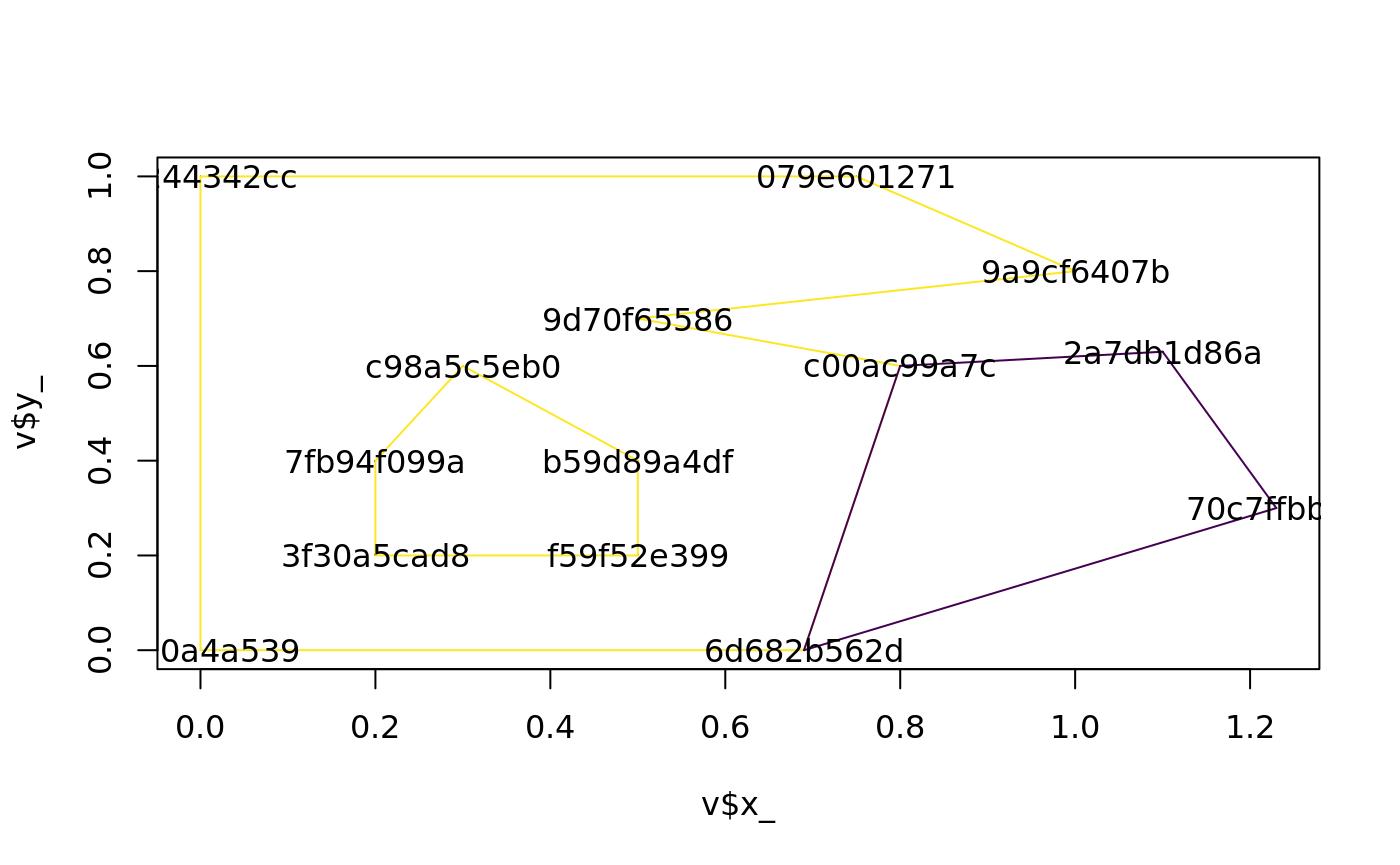 44342cc
079e601271
9a9cf6407b
9d70f65586
2a7db1d86a
c98a5c5eb0
c00ac99a7c
7fb94f099a
b59d89a4df
70c7ffbb
3f30a5cad8
f59f52e399
0a4a539
6d682b562d
1.0
0.8
0.6
0.4
0.2
0.0
v$y_
0.0 0.2 0.4 0.6 0.8 1.0 1.2
v$x_